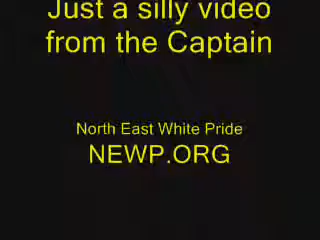 Just a silly video
from the Captain
North East White Pride
NEWP.ORG